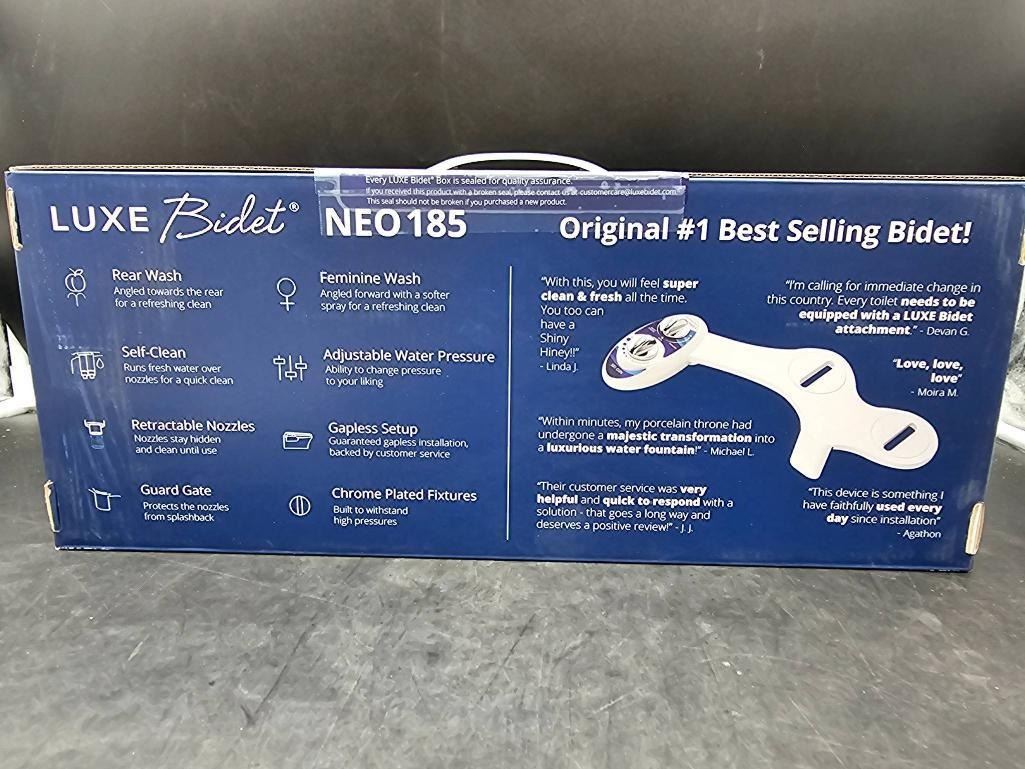 Every LUXE Bidet® Box is sealed for quality assurance.
If you received this product with a broken seal, please contact us at customercare@luxebidet.com
This seal should not be broken if you purchased a new product.
LUXE Bidet® NEO 185
Original #1 Best Selling Bidet!
Rear Wash
Angled towards the rear
for a refreshing clean
Feminine Wash
Angled forward with a softer
spray for a refreshing clean
Self-Clean
Runs fresh water over
nozzles for a quick clean
Adjustable Water Pressure
Ability to change pressure
to your liking
Retractable Nozzles
Nozzles stay hidden
and clean until use
Gapless Setup
Guaranteed gapless installation,
backed by customer service
Guard Gate
Protects the nozzles
from splashback
Chrome Plated Fixtures
Built to withstand
high pressures
"With this, you will feel super
clean & fresh all the time.
You too can
have a
Shiny
Hiney!!"
- Linda J.
"I'm calling for immediate change in
this country. Every toilet needs to be
equipped with a LUXE Bidet
attachment." - Devan G.
"Love, love,
love"
- Moira M.
"Within minutes, my porcelain throne had
undergone a majestic transformation into
a luxurious water fountain!" - Michael L.
"Their customer service was very
helpful and quick to respond with a
solution - that goes a long way and
deserves a positive review!" - J. J.
"This device is something I
have faithfully used every
day since installation"
- Agathon